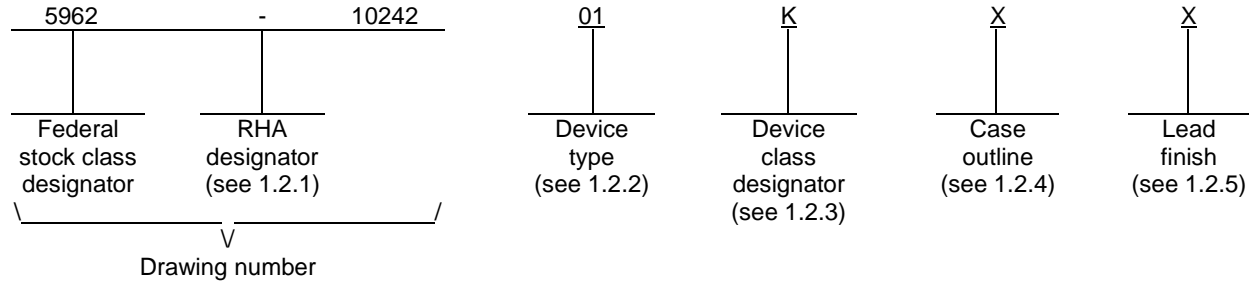 5962 - 10242 01 K X X
Federal stock class designator
RHA designator (see 1.2.1)
Device type (see 1.2.2)
Device class designator (see 1.2.3)
Case outline (see 1.2.4)
Lead finish (see 1.2.5)
Drawing number